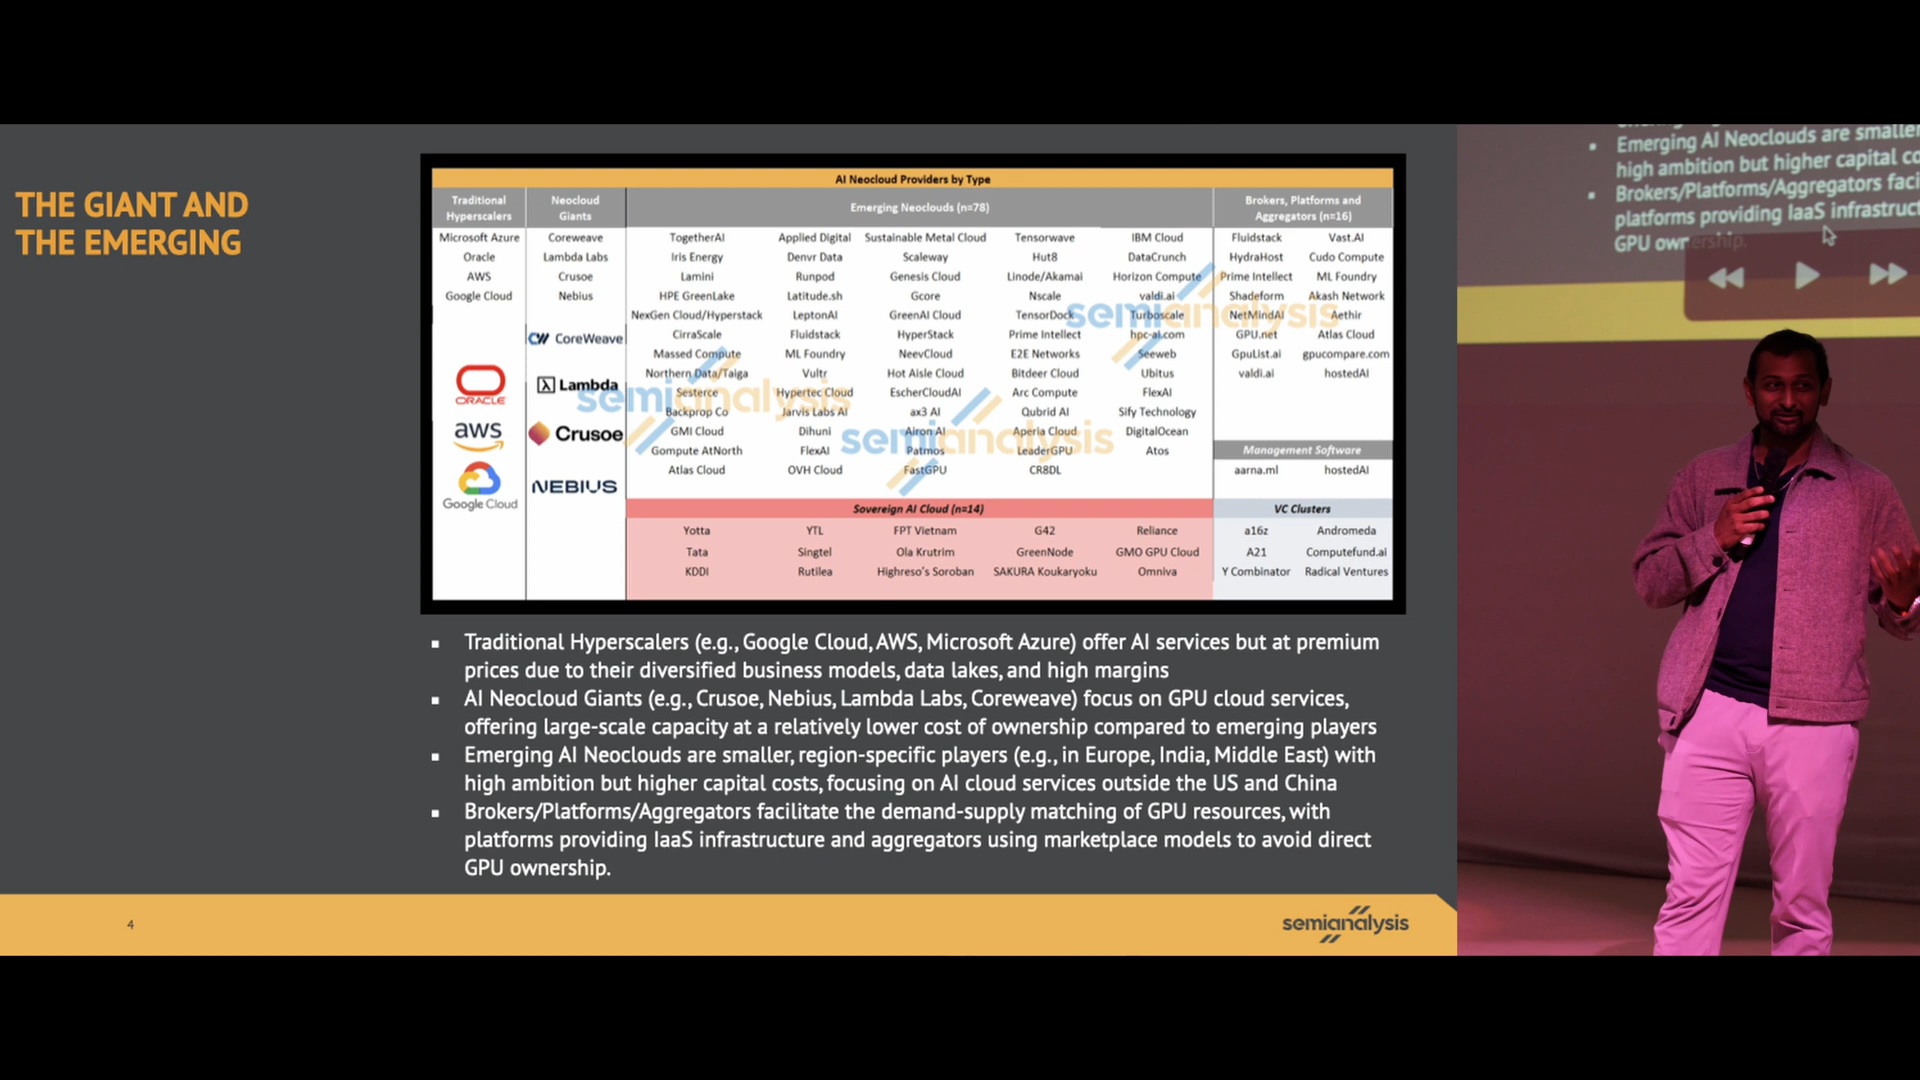 THE GIANT AND
THE EMERGING
AI Neocloud Providers by Type
Traditional
Hyperscalers
Neocloud
Giants
Emerging Neoclouds (n=78)
Brokers, Platforms and
Aggregators (n=16)
Microsoft Azure
Oracle
AWS
Google Cloud
ORACLE
aws
Google Cloud
Coreweave
Lambda Labs
Crusoe
Nebius
CoreWeave
Lambda
Crusoe
NEBIUS
TogetherAI Applied Digital Sustainable Metal Cloud Tensorwave IBM Cloud
Iris Energy Denvr Data Scaleway Hut8 DataCrunch
Lamini Runpod Genesis Cloud Linode/Akamai Horizon Compute
HPE GreenLake Latitude.sh Gcore Nscale valdi.ai
NexGen Cloud/Hyperstack LeptonAI GreenAI Cloud TensorDock Turboscale
CirraScale Fluidstack HyperStack Prime Intellect hpc-ai.com
Massed Compute ML Foundry NeevCloud E2E Networks Seeweb
Northern Data/Taiga Vultr Hot Aisle Cloud Bitdeer Cloud Ubitus
Sesterce Hypertec Cloud EscherCloudAI Arc Compute FlexAI
Backprop Co Jarvis Labs AI ax3 AI Qubrid AI Sify Technology
GMI Cloud Dihuni Airon AI Aperia Cloud DigitalOcean
Gompute AtNorth FlexAI Patmos LeaderGPU Atos
Atlas Cloud OVH Cloud FastGPU CR8DL
Fluidstack Vast.AI
HydraHost Cudo Compute
Prime Intellect ML Foundry
Shadeform Akash Network
NetMindAI Aethir
GPU.net Atlas Cloud
GpuList.ai gpucompare.com
valdi.ai hostedAI
Management Software
aarna.ml hostedAI
semianalysis
semianalysis
semianalysis
Sovereign AI Cloud (n=14)
Yotta YTL FPT Vietnam G42 Reliance
Tata Singtel Ola Krutrim GreenNode GMO GPU Cloud
KDDI Rutilea Highreso's Soroban SAKURA Koukaryoku Omniva
VC Clusters
a16z Andromeda
A21 Computefund.ai
Y Combinator Radical Ventures
▪ Traditional Hyperscalers (e.g., Google Cloud, AWS, Microsoft Azure) offer AI services but at premium
prices due to their diversified business models, data lakes, and high margins
▪ AI Neocloud Giants (e.g., Crusoe, Nebius, Lambda Labs, Coreweave) focus on GPU cloud services,
offering large-scale capacity at a relatively lower cost of ownership compared to emerging players
▪ Emerging AI Neoclouds are smaller, region-specific players (e.g., in Europe, India, Middle East) with
high ambition but higher capital costs, focusing on AI cloud services outside the US and China
▪ Brokers/Platforms/Aggregators facilitate the demand-supply matching of GPU resources, with
platforms providing IaaS infrastructure and aggregators using marketplace models to avoid direct
GPU ownership.
4
semianalysis
▪ Emerging AI Neoclouds are smaller
high ambition but higher capital co
▪ Brokers/Platforms/Aggregators faci
platforms providing IaaS infrastruct
GPU ownership.